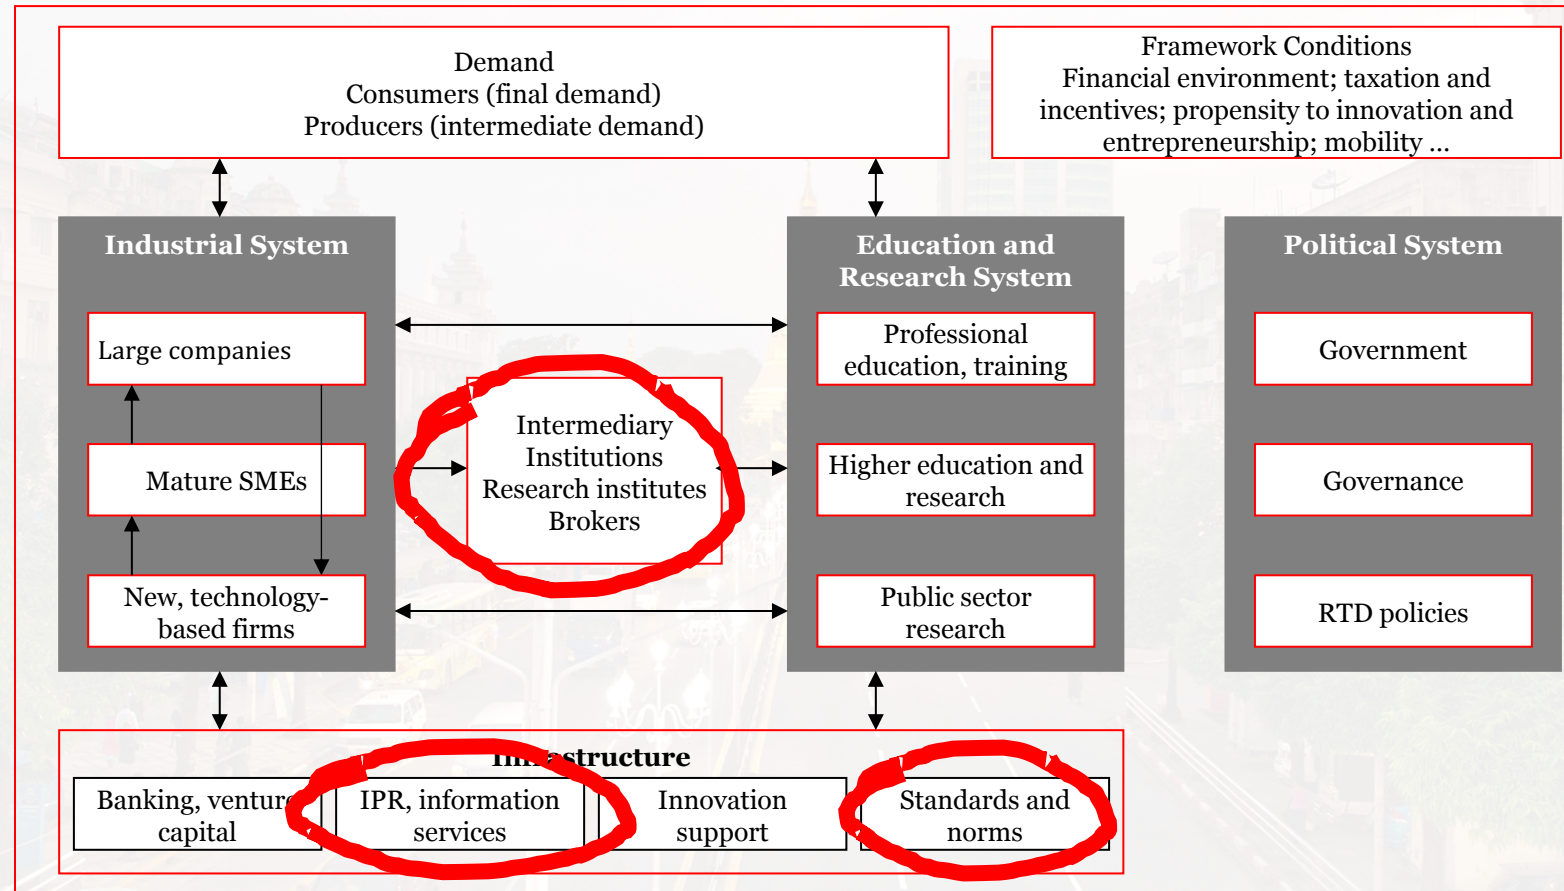 Demand
Consumers (final demand)
Producers (intermediate demand)
Framework Conditions
Financial environment; taxation and
incentives; propensity to innovation and
entrepreneurship; mobility ...
Industrial System
Large companies
Mature SMEs
New, technology-
based firms
Intermediary
Institutions
Research institutes
Brokers
Education and
Research System
Professional
education, training
Higher education and
research
Public sector
research
Political System
Government
Governance
RTD policies
Infrastructure
Banking, venture
capital
IPR, information
services
Innovation
support
Standards and
norms